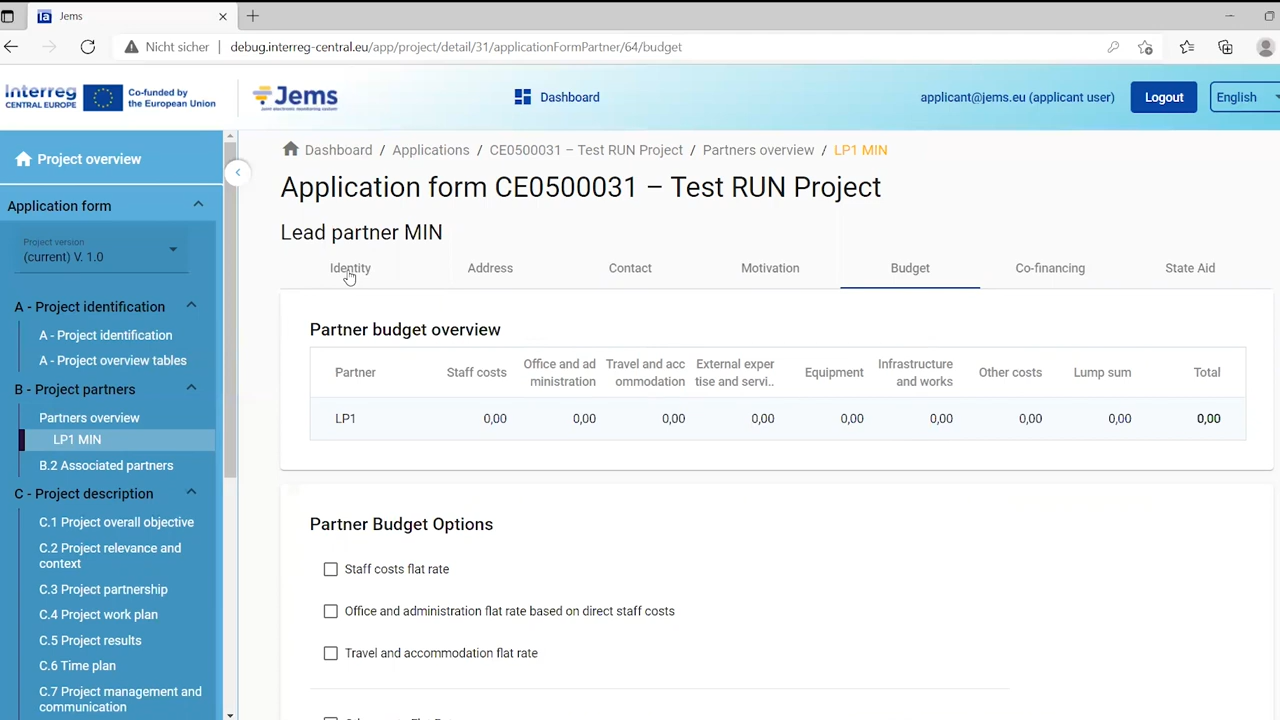 Jems
Nicht sicher
debug.interreg-central.eu/app/project/detail/31/applicationFormPartner/64/budget
Interreg
CENTRAL EUROPE
Co-funded by
the European Union
Jems
Dashboard
applicant@jems.eu (applicant user)
Logout
English
Project overview
Application form
Project version
(current) V. 1.0
A - Project identification
A - Project identification
A - Project overview tables
B - Project partners
Partners overview
LP1 MIN
B.2 Associated partners
C - Project description
C.1 Project overall objective
C.2 Project relevance and
context
C.3 Project partnership
C.4 Project work plan
C.5 Project results
C.6 Time plan
C.7 Project management and
communication
Dashboard / Applications / CE0500031 – Test RUN Project / Partners overview / LP1 MIN
Application form CE0500031 – Test RUN Project
Lead partner MIN
Identity Address Contact Motivation Budget Co-financing State Aid
Partner budget overview
Partner Staff costs Office and ad
ministration Travel and acc
ommodation External exper
tise and servi.. Equipment Infrastructure
and works Other costs Lump sum Total
LP1 0,00 0,00 0,00 0,00 0,00 0,00 0,00 0,00 0,00
Partner Budget Options
Staff costs flat rate
Office and administration flat rate based on direct staff costs
Travel and accommodation flat rate